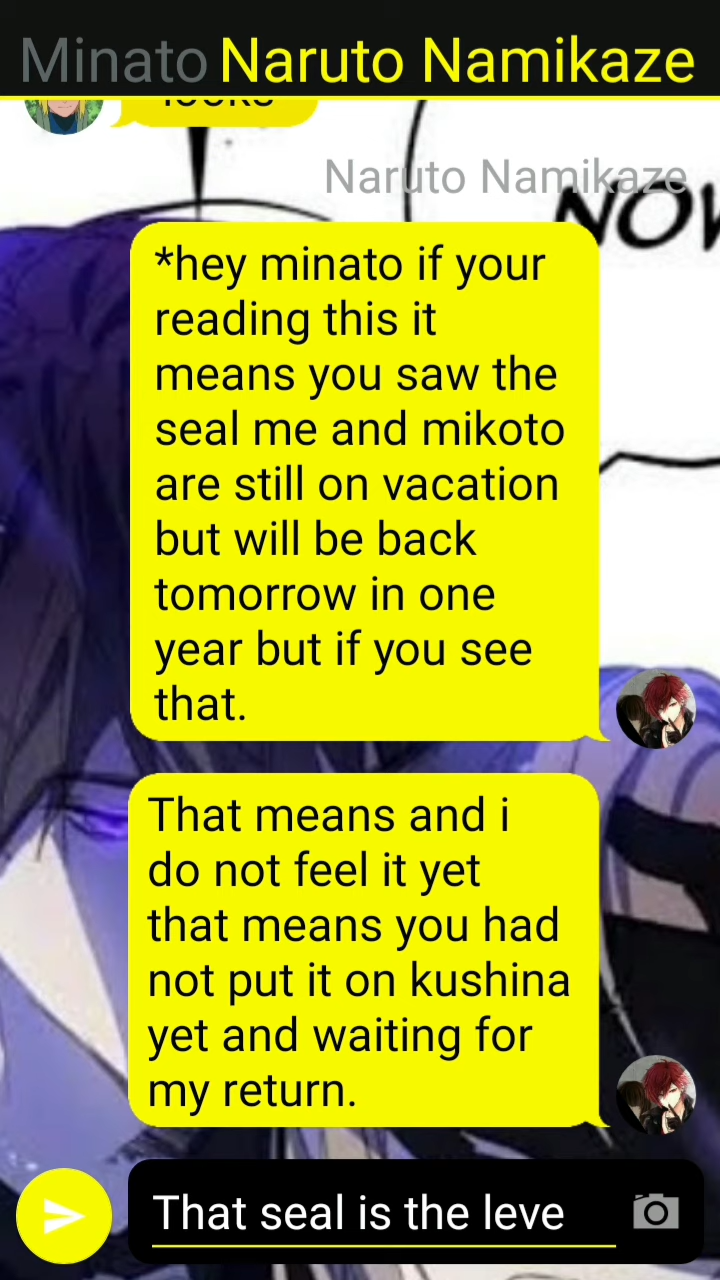 Minato Naruto Namikaze
looks
Naruto Namikaze
NOW
*hey minato if your
reading this it
means you saw the
seal me and mikoto
are still on vacation
but will be back
tomorrow in one
year but if you see
that.
That means and i
do not feel it yet
that means you had
not put it on kushina
yet and waiting for
my return.
That seal is the leve